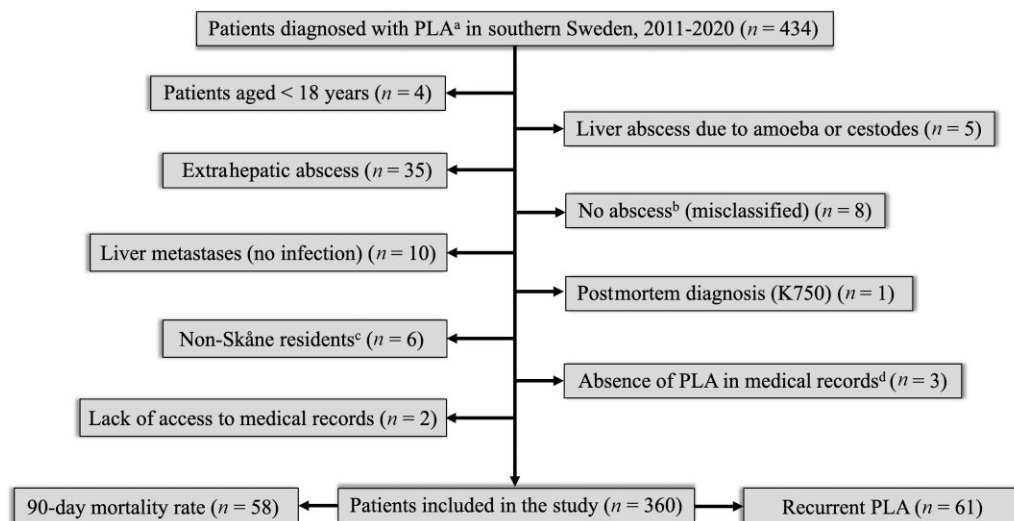 Patients diagnosed with PLAᵃ in southern Sweden, 2011-2020 (n = 434)
Patients aged < 18 years (n = 4)
Liver abscess due to amoeba or cestodes (n = 5)
Extrahepatic abscess (n = 35)
No abscessᵇ (misclassified) (n = 8)
Liver metastases (no infection) (n = 10)
Postmortem diagnosis (K750) (n = 1)
Non-Skåne residentsᶜ (n = 6)
Absence of PLA in medical recordsᵈ (n = 3)
Lack of access to medical records (n = 2)
90-day mortality rate (n = 58)
Patients included in the study (n = 360)
Recurrent PLA (n = 61)